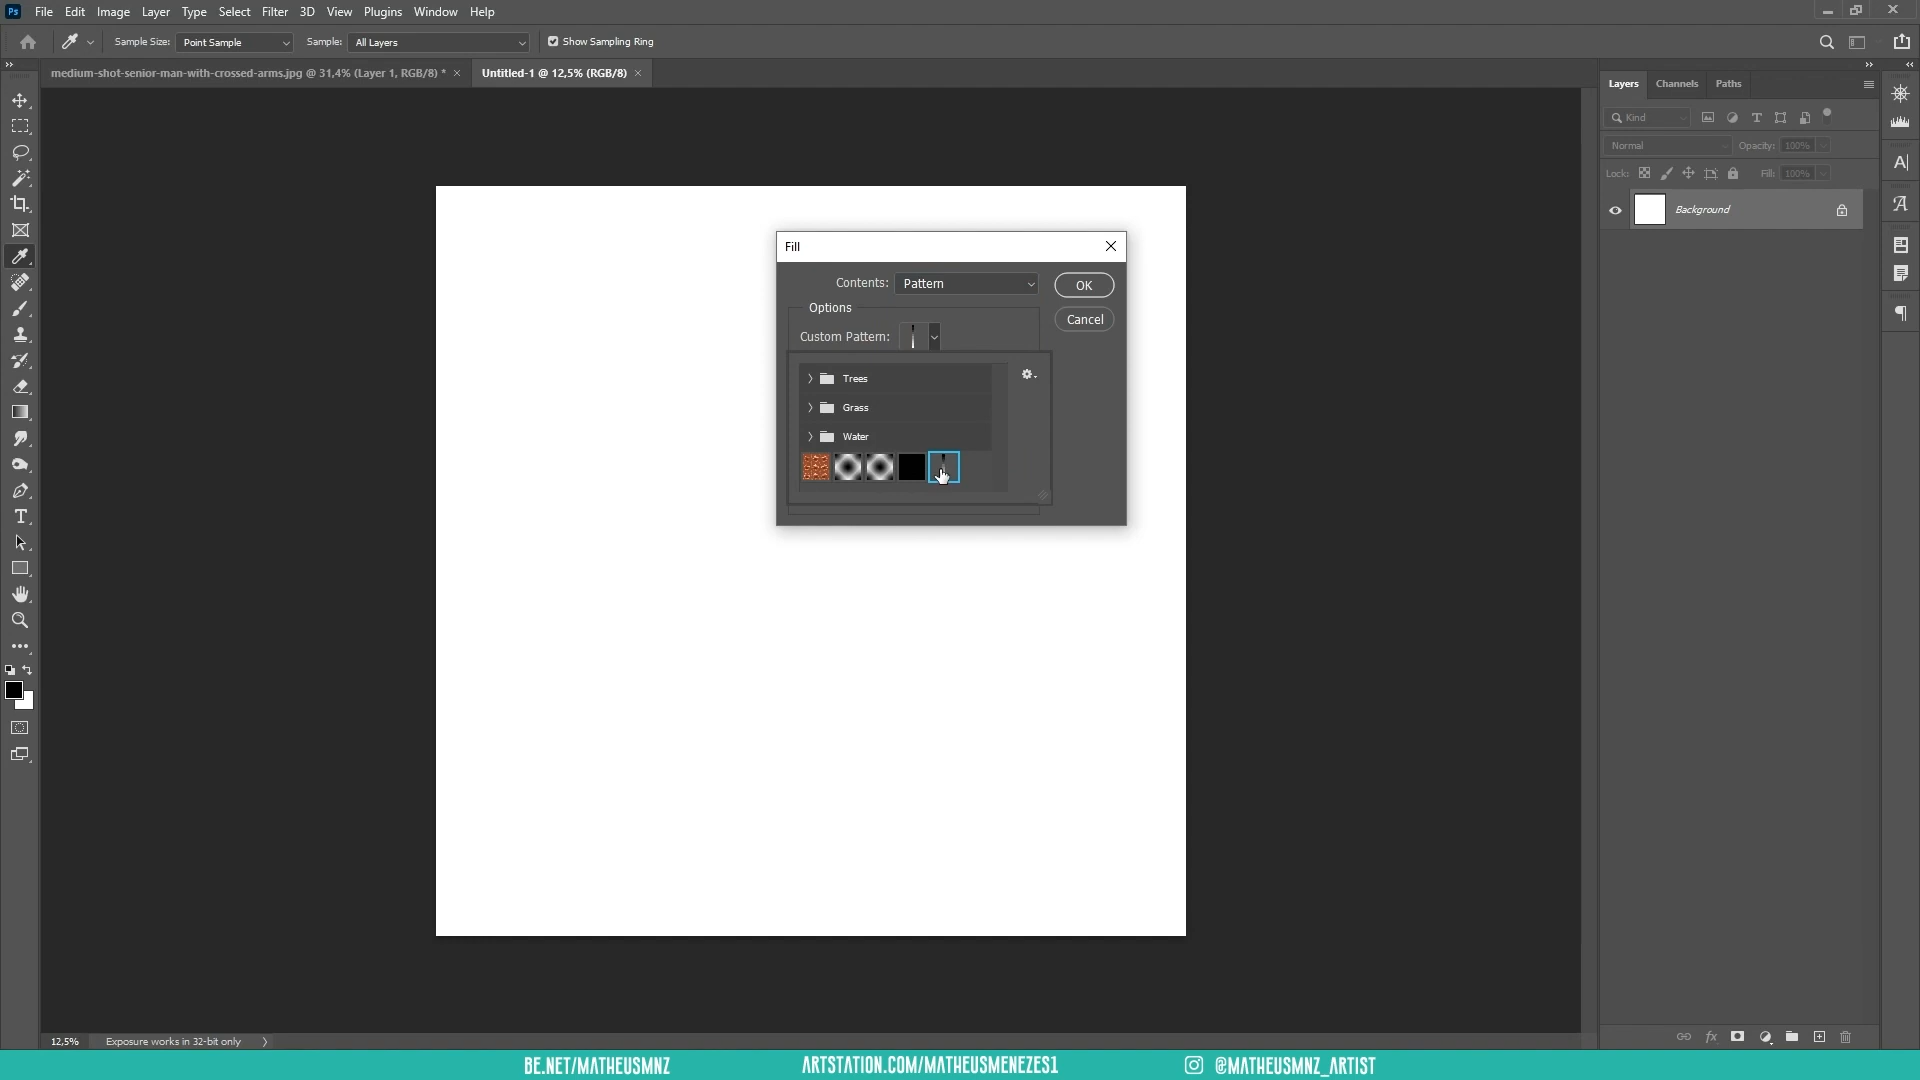 Ps File Edit Image Layer Type Select Filter 3D View Plugins Window Help
Sample Size: Point Sample Sample: All Layers Show Sampling Ring
medium-shot-senior-man-with-crossed-arms.jpg @ 31,4% (Layer 1, RGB/8) * × Untitled-1 @ 12,5% (RGB/8) ×
Layers Channels Paths
Kind
Normal Opacity: 100%
Lock: Fill: 100%
Background
Fill
Contents: Pattern OK
Options
Cancel
Custom Pattern:
Trees
Grass
Water
12,5% Exposure works in 32-bit only
BE.NET/MATHEUSMNZ ARTSTATION.COM/MATHEUSMENEZES1 @MATHEUSMNZ_ARTIST